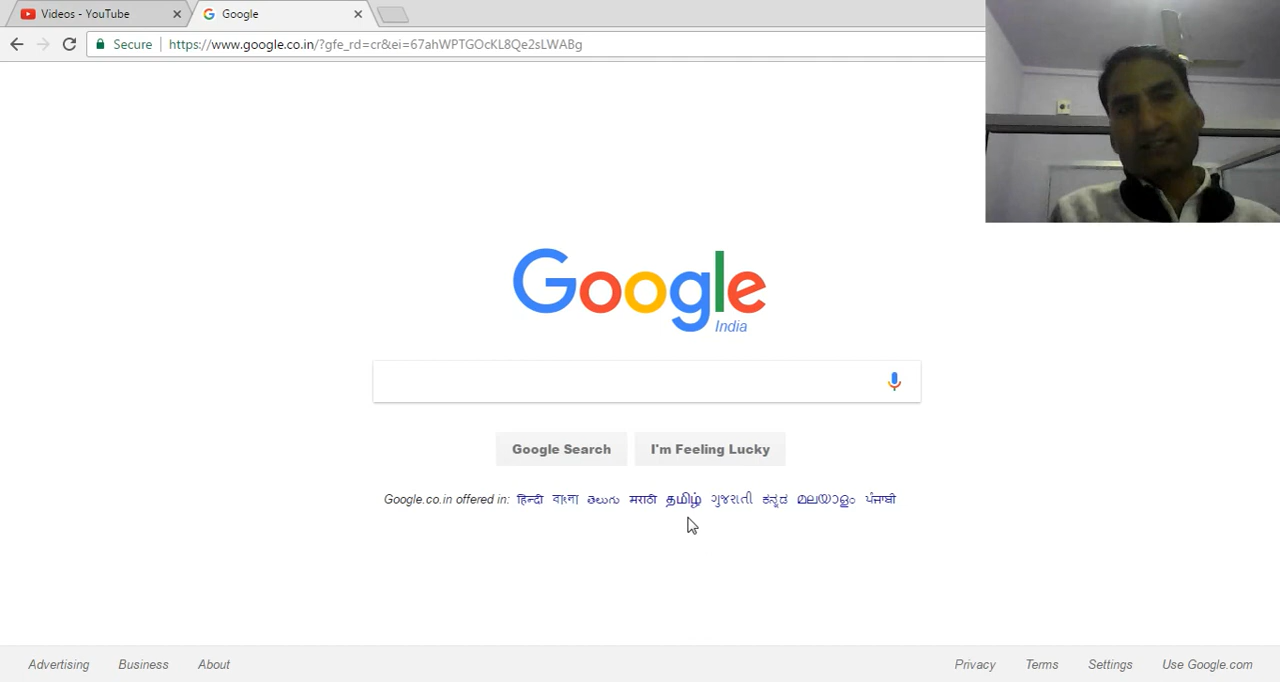 Videos - YouTube
Google
Secure
https://www.google.co.in/?gfe_rd=cr&ei=67ahWPTGOcKL8Qe2sLWABg
Google
India
Google Search
I'm Feeling Lucky
Google.co.in offered in: हिन्दी বাংলা తెలుగు मराठी தமிழ் ગુજરાતી ಕನ್ನಡ മലയാളം ਪੰਜਾਬੀ
Advertising Business About
Privacy Terms Settings Use Google.com